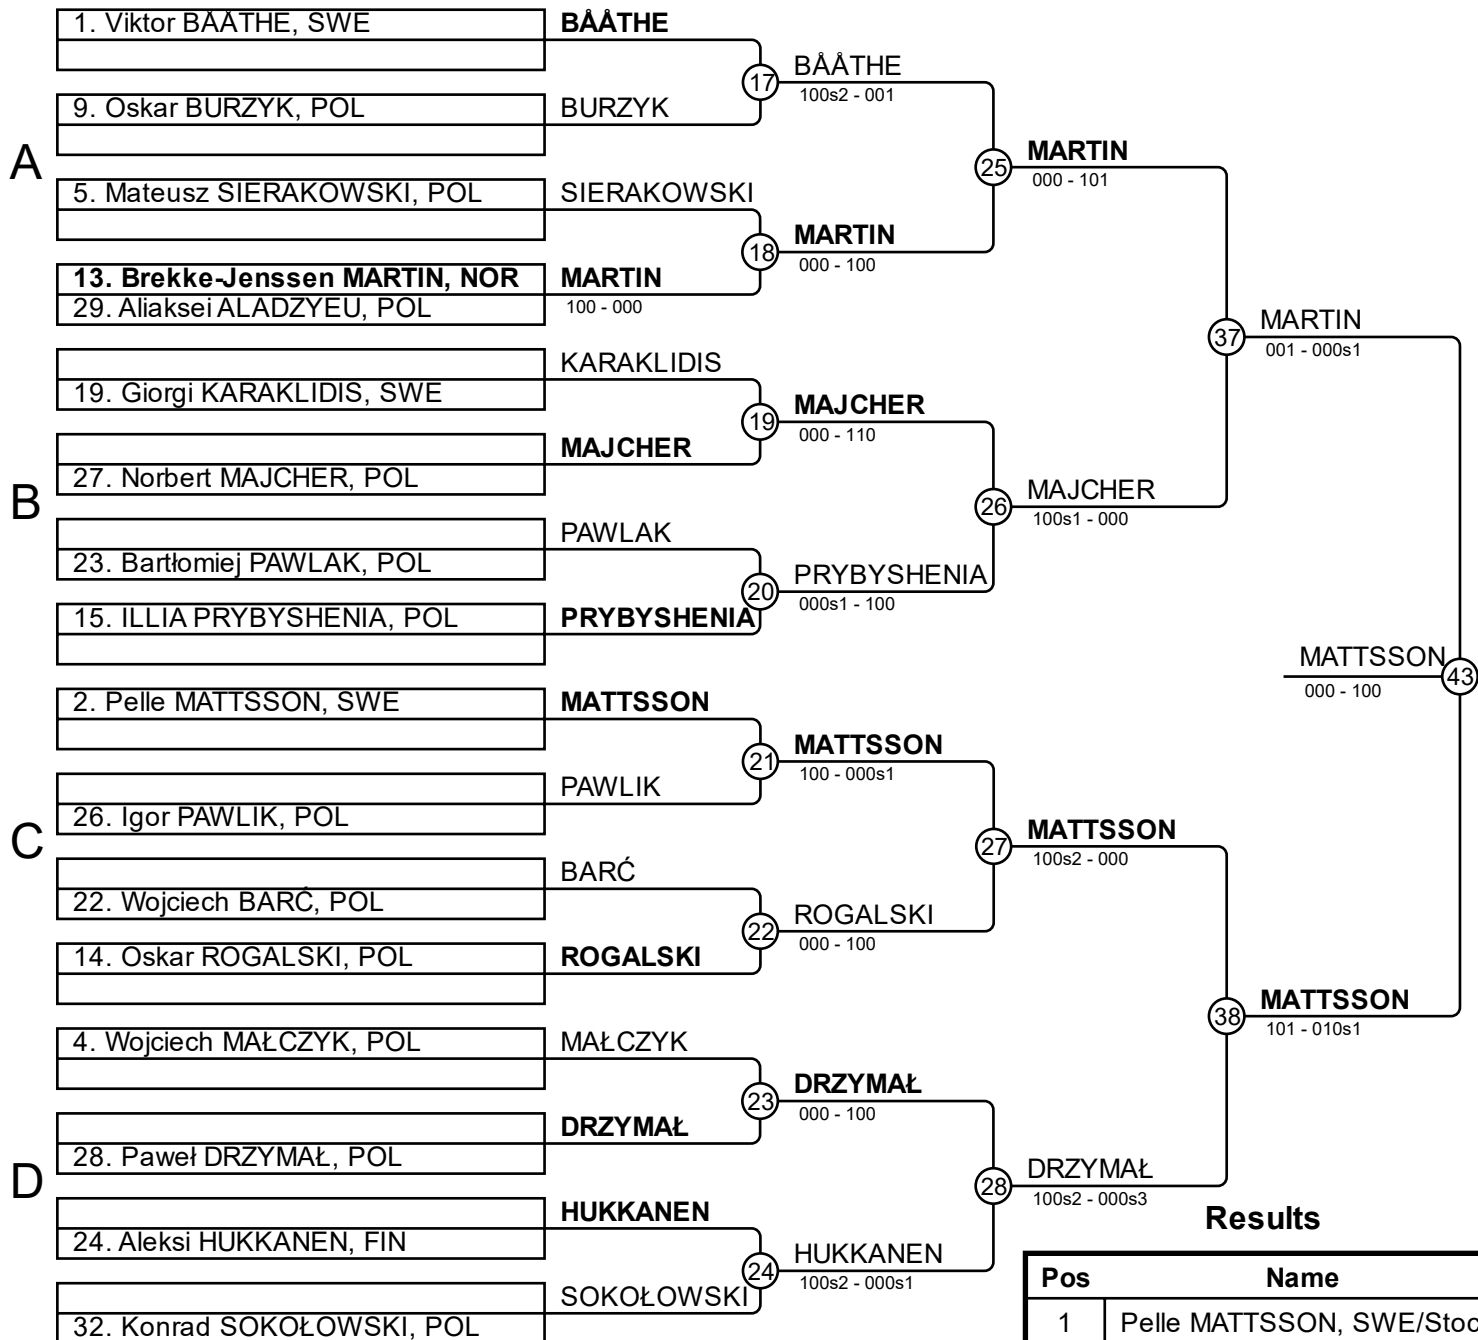 1. Viktor BÅÅTHE, SWE
BÅÅTHE
17
BÅÅTHE
100s2 - 001
9. Oskar BURZYK, POL
BURZYK
A
25
MARTIN
000 - 101
5. Mateusz SIERAKOWSKI, POL
SIERAKOWSKI
18
MARTIN
000 - 100
13. Brekke-Jenssen MARTIN, NOR
MARTIN
29. Aliaksei ALADZYEU, POL
100 - 000
37
MARTIN
001 - 000s1
KARAKLIDIS
19. Giorgi KARAKLIDIS, SWE
19
MAJCHER
000 - 110
MAJCHER
27. Norbert MAJCHER, POL
B
26
MAJCHER
100s1 - 000
PAWLAK
23. Bartłomiej PAWLAK, POL
20
PRYBYSHENIA
000s1 - 100
15. ILLIA PRYBYSHENIA, POL
PRYBYSHENIA
MATTSSON
43
000 - 100
2. Pelle MATTSSON, SWE
MATTSSON
21
MATTSSON
100 - 000s1
PAWLIK
26. Igor PAWLIK, POL
C
27
MATTSSON
100s2 - 000
BARĆ
22. Wojciech BARĆ, POL
22
ROGALSKI
000 - 100
14. Oskar ROGALSKI, POL
ROGALSKI
38
MATTSSON
101 - 010s1
4. Wojciech MAŁCZYK, POL
MAŁCZYK
23
DRZYMAŁ
000 - 100
DRZYMAŁ
28. Paweł DRZYMAŁ, POL
D
28
DRZYMAŁ
100s2 - 000s3
HUKKANEN
24. Aleksi HUKKANEN, FIN
24
HUKKANEN
100s2 - 000s1
SOKOŁOWSKI
32. Konrad SOKOŁOWSKI, POL
Results
Pos Name
1 Pelle MATTSSON, SWE/Stoc